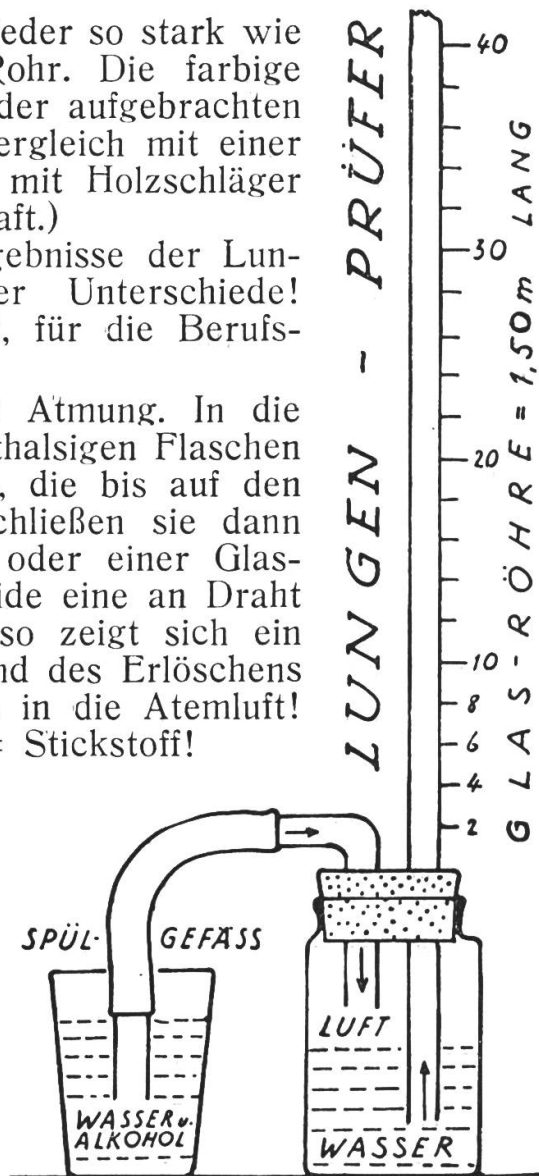 eder so stark wie
Rohr. Die farbige
der aufgebrachten
ergleich mit einer
mit Holzschläger
aft.)
gebnisse der Lun-
er Unterschiede!
, für die Berufs-
Atmung. In die
thalsigen Flaschen
, die bis auf den
chließen sie dann
oder einer Glas-
ide eine an Draht
so zeigt sich ein
nd des Erlöschens
in die Atemluft!
= Stickstoff!
LUNGEN - PRÜFER
40
30
20
10
8
6
4
2
GLAS-RÖHRE = 1,50m LANG
SPÜL- GEFÄSS
WASSER u.
ALKOHOL
LUFT
WASSER